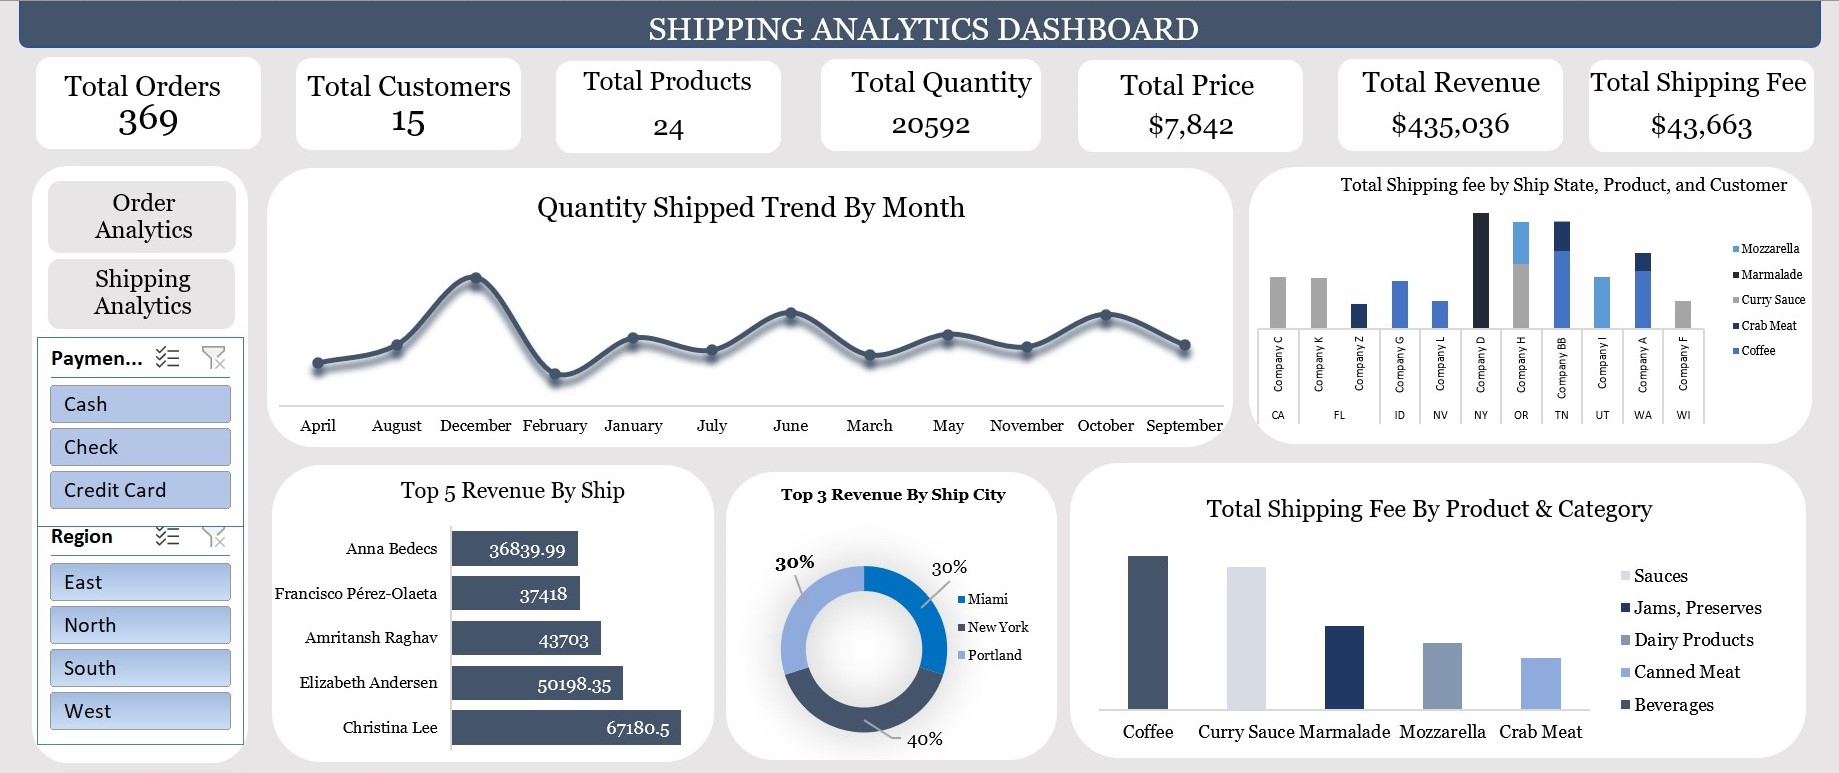 SHIPPING ANALYTICS DASHBOARD
Total Orders
369
Total Customers
15
Total Products
24
Total Quantity
20592
Total Price
$7,842
Total Revenue
$435,036
Total Shipping Fee
$43,663
Order
Analytics
Shipping
Analytics
Paymen...
Cash
Check
Credit Card
Region
East
North
South
West
Quantity Shipped Trend By Month
April August December February January July June March May November October September
Total Shipping fee by Ship State, Product, and Customer
Mozzarella
Marmalade
Curry Sauce
Crab Meat
Coffee
Company C Company K Company Z Company G Company L Company D Company H Company BB Company I Company A Company F
CA FL ID NV NY OR TN UT WA WI
Top 5 Revenue By Ship
Anna Bedecs 36839.99
Francisco Pérez-Olaeta 37418
Amritansh Raghav 43703
Elizabeth Andersen 50198.35
Christina Lee 67180.5
Top 3 Revenue By Ship City
30% 30%
Miami
New York
Portland
40%
Total Shipping Fee By Product & Category
Sauces
Jams, Preserves
Dairy Products
Canned Meat
Beverages
Coffee Curry Sauce Marmalade Mozzarella Crab Meat